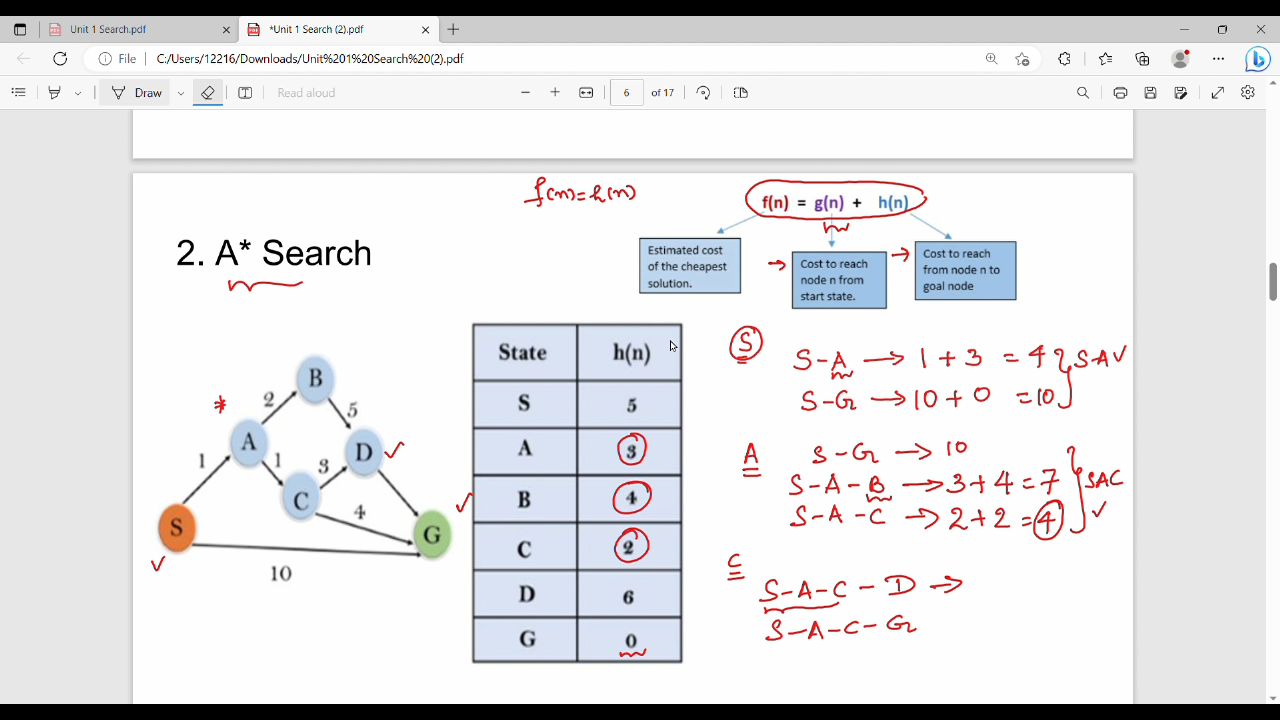 Unit 1 Search.pdf
*Unit 1 Search (2).pdf
File
C:/Users/12216/Downloads/Unit%201%20Search%20(2).pdf
Draw
Read aloud
6 of 17
f(n)=h(n)
f(n) = g(n) + h(n)
2. A* Search
Estimated cost
of the cheapest
solution.
Cost to reach
node n from
start state.
Cost to reach
from node n to
goal node
*
B
2
5
A
D
1
1
3
C
4
S
G
10
State h(n)
S 5
A 3
B 4
C 2
D 6
G 0
S
S-A → 1+3 = 4 } S-A ✓
S-G → 10+0 = 10
A
S-G → 10
S-A-B → 3+4 = 7 } SAC
S-A-C → 2+2 = 4 ✓
C
S-A-C-D →
S-A-C-G